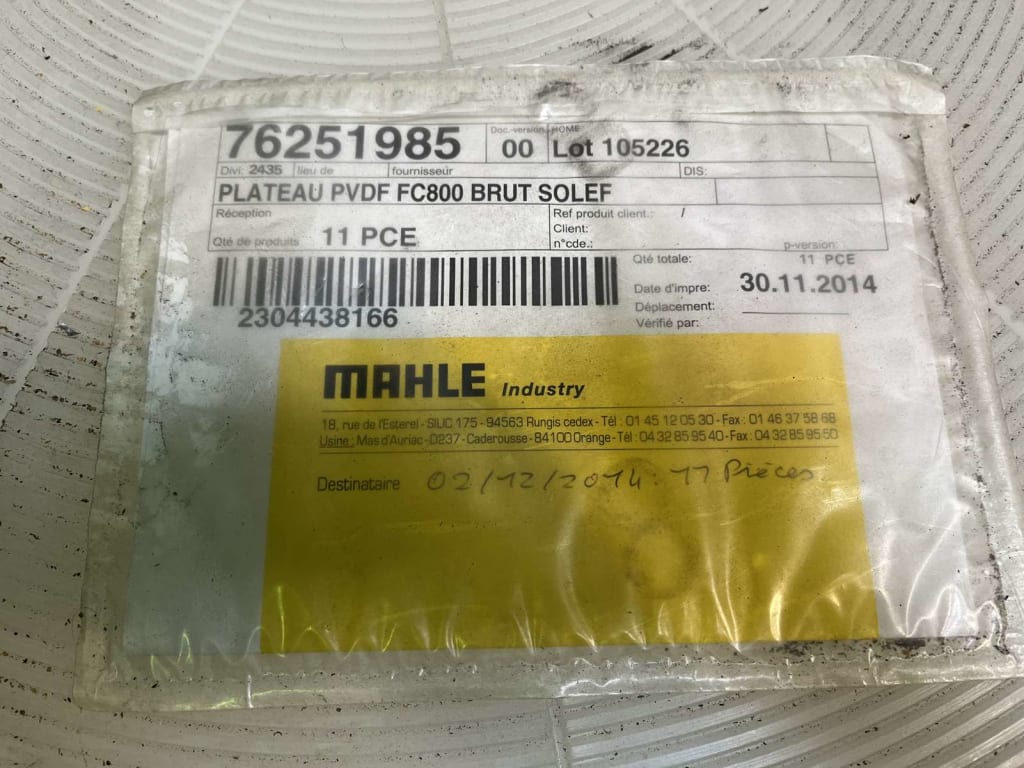 76251985 Doc.-version: HOME
00 Lot 105226
Divi: 2435 lieu de fournisseur DIS:
PLATEAU PVDF FC800 BRUT SOLEF
Réception Ref produit client.: /
Client:
Qté de produits 11 PCE n°cde.: p-version:
Qté totale: 11 PCE
Date d'impre: 30.11.2014
Déplacement:
2304438166 Vérifié par:
MAHLE Industry
18, rue de l'Esterel - SILIC 175 - 94563 Rungis cedex - Tél : 01 45 12 05 30 - Fax : 01 46 37 58 68
Usine : Mas d'Auriac - D237 - Caderousse - 84100 Orange - Tél : 04 32 85 95 40 - Fax : 04 32 85 95 50
Destinataire 02/12/2014. 11 Pièces